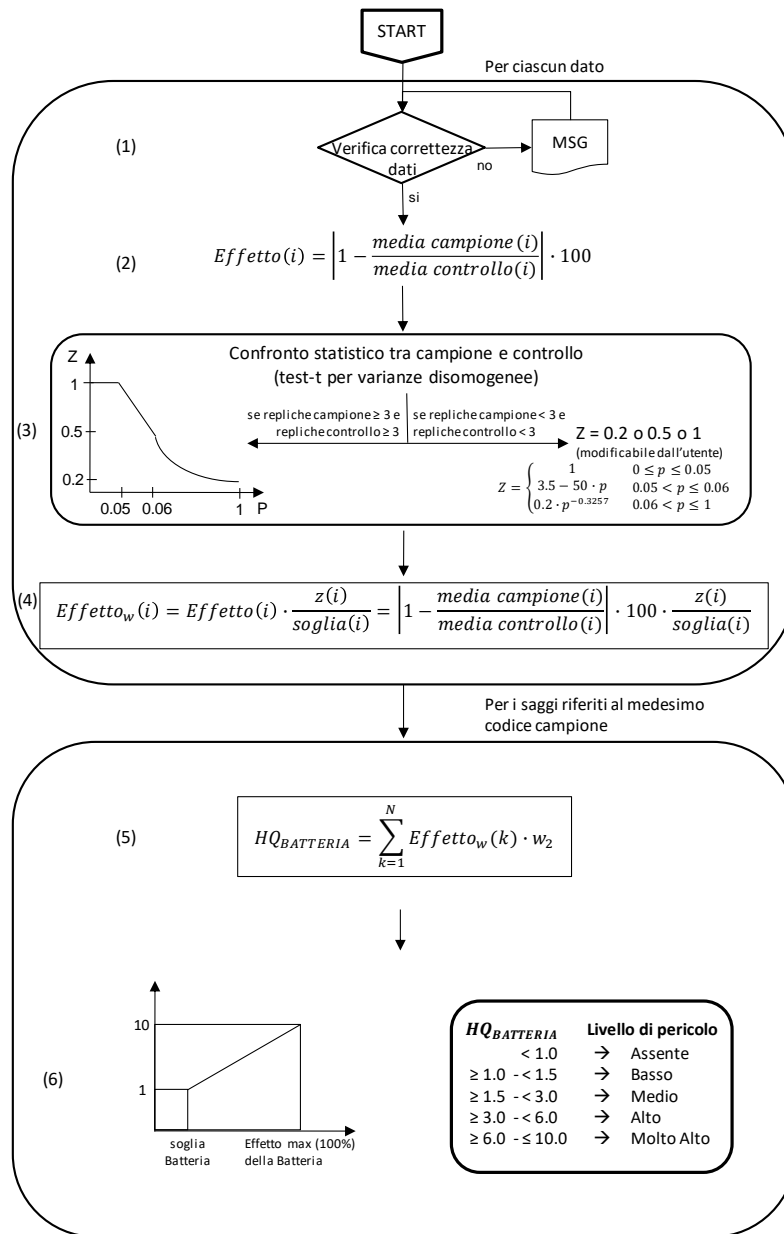 START
Per ciascun dato
(1)
Verifica correttezza
dati
no
MSG
si
(2)
Effetto(i) = |1 − media campione(i) / media controllo(i)| · 100
(3)
Confronto statistico tra campione e controllo
(test-t per varianze disomogenee)
Z
1
0.5
0.2
0.05 0.06 1 P
se repliche campione ≥ 3 e
repliche controllo ≥ 3
se repliche campione < 3 e
repliche controllo < 3
Z = 0.2 o 0.5 o 1
(modificabile dall'utente)
Z = { 1 0 ≤ p ≤ 0.05
3.5 − 50 · p 0.05 < p ≤ 0.06
0.2 · p^−0.3257 0.06 < p ≤ 1
(4)
Effetto_w(i) = Effetto(i) · z(i) / soglia(i) = |1 − media campione(i) / media controllo(i)| · 100 · z(i) / soglia(i)
Per i saggi riferiti al medesimo
codice campione
(5)
HQ_BATTERIA = ∑_{k=1}^{N} Effetto_w(k) · w_2
(6)
10
1
soglia
Batteria
Effetto max (100%)
della Batteria
HQ_BATTERIA Livello di pericolo
< 1.0 → Assente
≥ 1.0 - < 1.5 → Basso
≥ 1.5 - < 3.0 → Medio
≥ 3.0 - < 6.0 → Alto
≥ 6.0 - ≤ 10.0 → Molto Alto